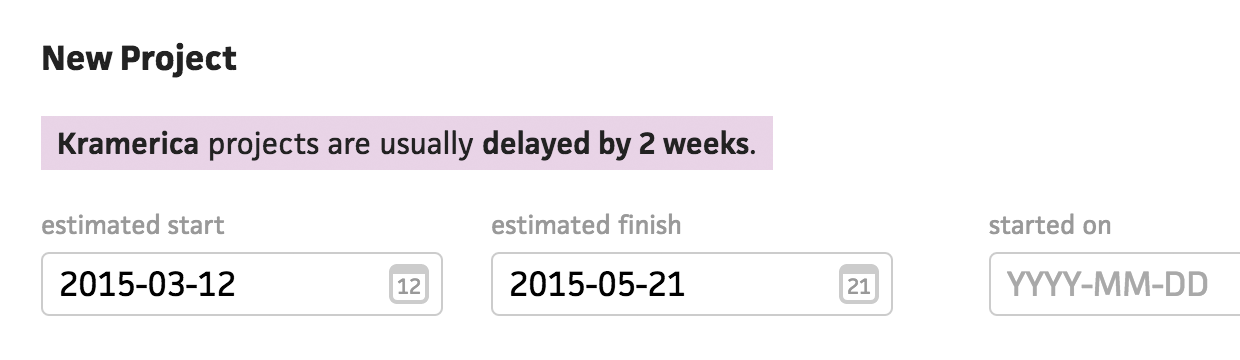 New Project
Kramerica projects are usually delayed by 2 weeks.
estimated start estimated finish started on
2015-03-12 12 2015-05-21 21 YYYY-MM-DD